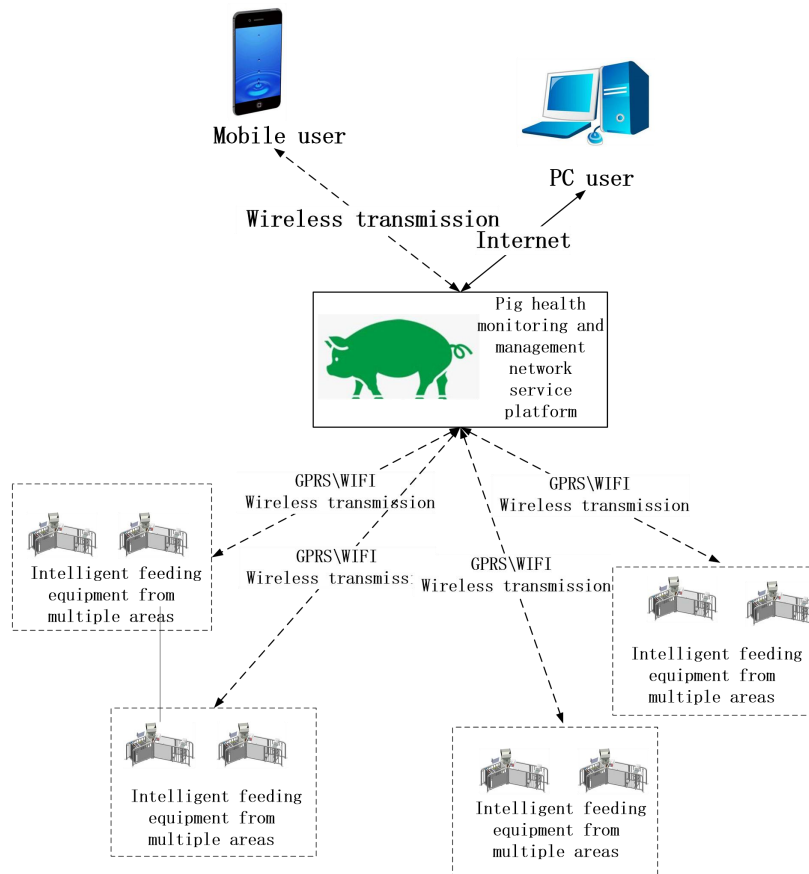 Mobile user
PC user
Wireless transmission
Internet
Pig health
monitoring and
management
network
service
platform
GPRS\WIFI
Wireless transmission
GPRS\WIFI
Wireless transmission
GPRS\WIFI
Wireless
GPRS\WIFI
Wireless transmission
Intelligent feeding
equipment from
multiple areas
Intelligent feeding
equipment from
multiple areas
Intelligent feeding
equipment from
multiple areas
Intelligent feeding
equipment from
multiple areas